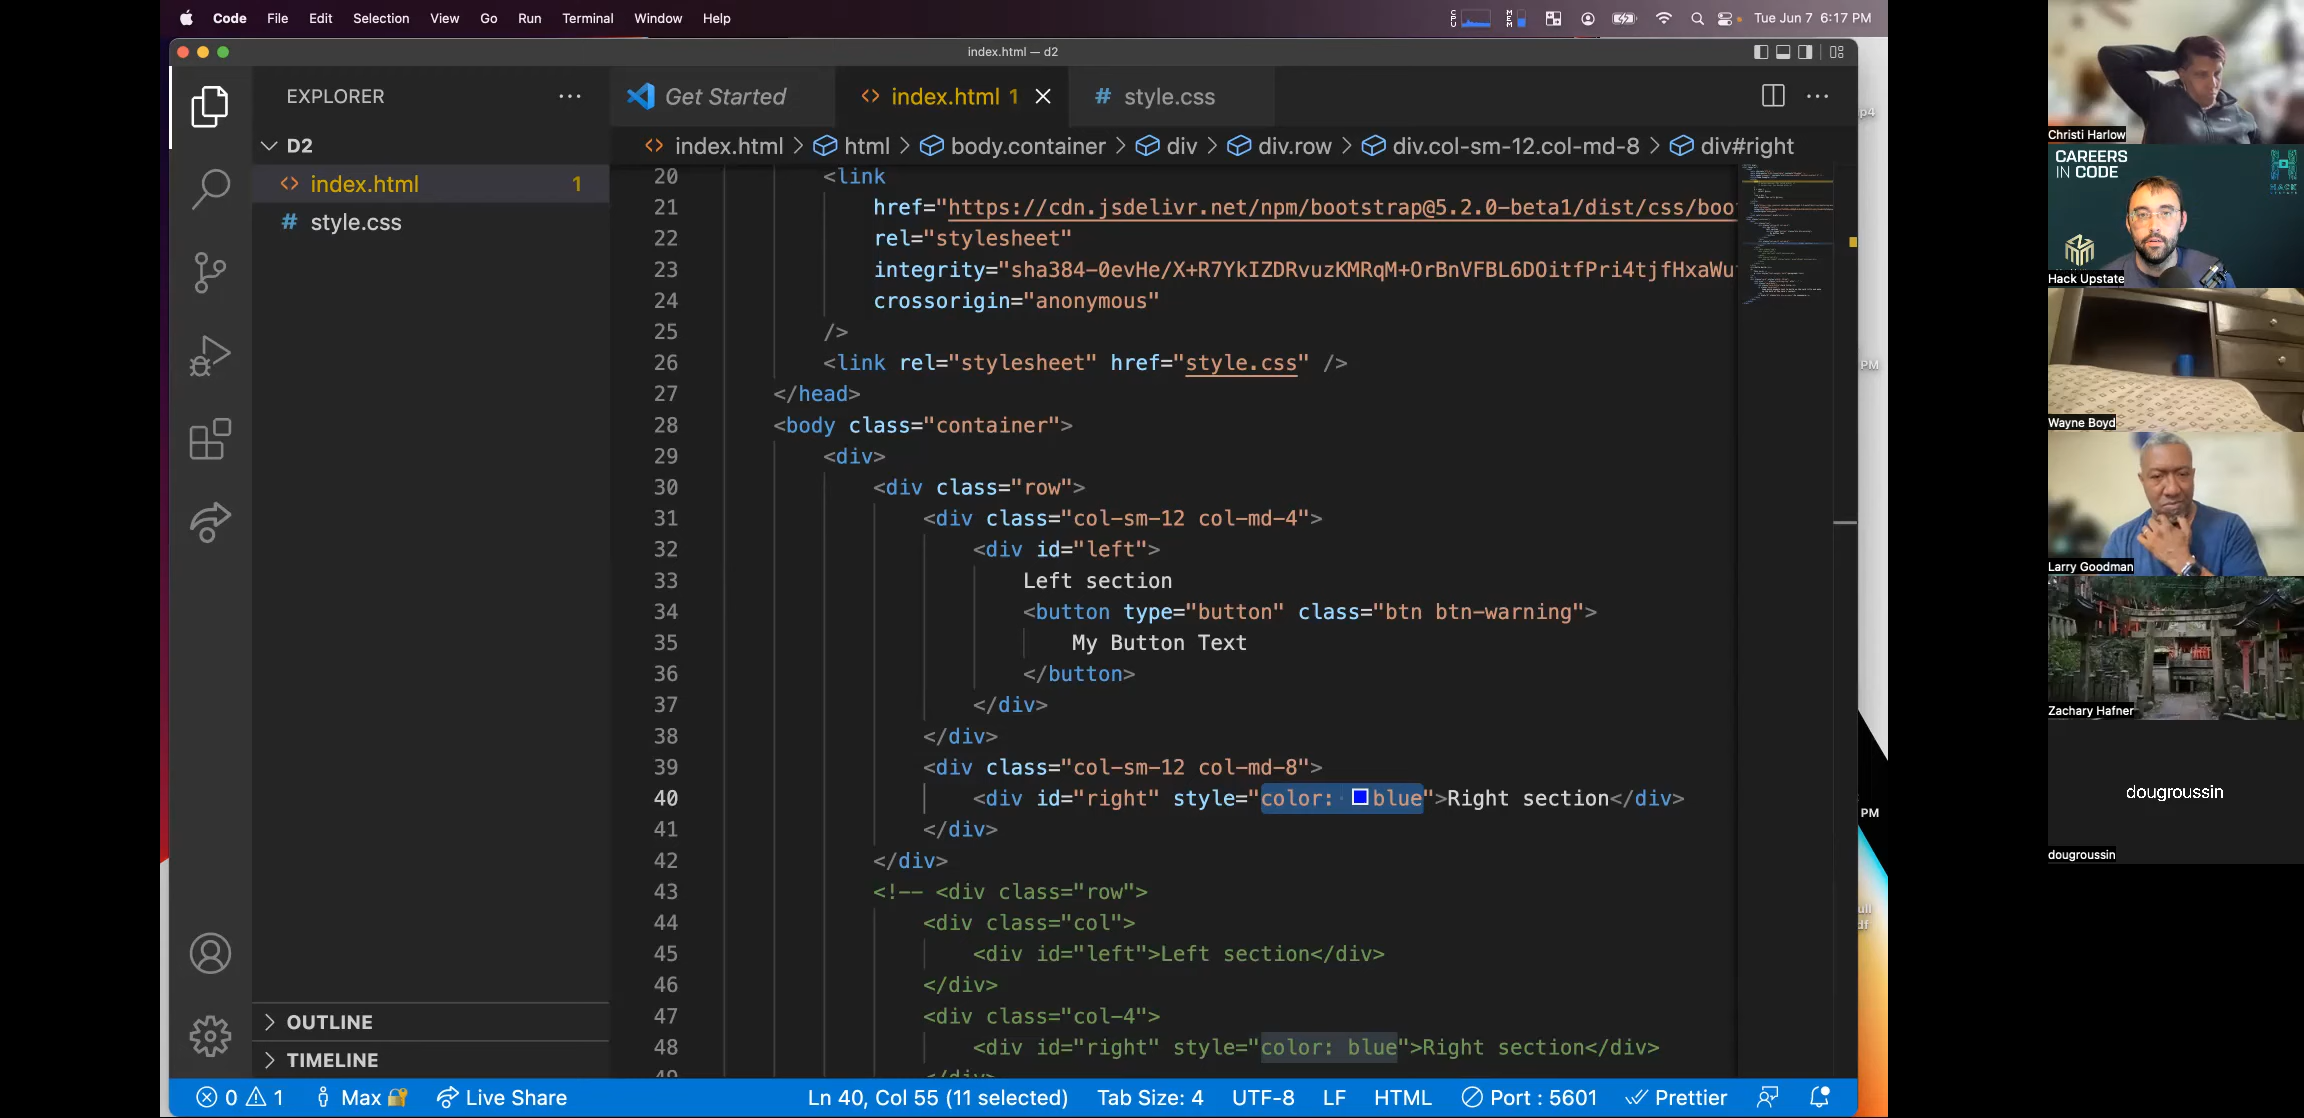 Code File Edit Selection View Go Run Terminal Window Help
CPU MEM Tue Jun 7 6:17 PM
index.html — d2
EXPLORER
D2
index.html 1
style.css
OUTLINE
TIMELINE
Get Started index.html 1 style.css
index.html > html > body.container > div > div.row > div.col-sm-12.col-md-8 > div#right
20 <link
21 href="https://cdn.jsdelivr.net/npm/bootstrap@5.2.0-beta1/dist/css/boo
22 rel="stylesheet"
23 integrity="sha384-0evHe/X+R7YkIZDRvuzKMRqM+OrBnVFBL6DOitfPri4tjfHxaWu
24 crossorigin="anonymous"
25 />
26 <link rel="stylesheet" href="style.css" />
27 </head>
28 <body class="container">
29 <div>
30 <div class="row">
31 <div class="col-sm-12 col-md-4">
32 <div id="left">
33 Left section
34 <button type="button" class="btn btn-warning">
35 My Button Text
36 </button>
37 </div>
38 </div>
39 <div class="col-sm-12 col-md-8">
40 <div id="right" style="color: blue">Right section</div>
41 </div>
42 </div>
43 <!-- <div class="row">
44 <div class="col">
45 <div id="left">Left section</div>
46 </div>
47 <div class="col-4">
48 <div id="right" style="color: blue">Right section</div>
49 </div>
0 1 Max Live Share Ln 40, Col 55 (11 selected) Tab Size: 4 UTF-8 LF HTML Port : 5601 Prettier
p4
PM
PM
ull
df
Christi Harlow
CAREERS
IN CODE
HACK
Hack Upstate
Wayne Boyd
Larry Goodman
Zachary Hafner
dougroussin
dougroussin